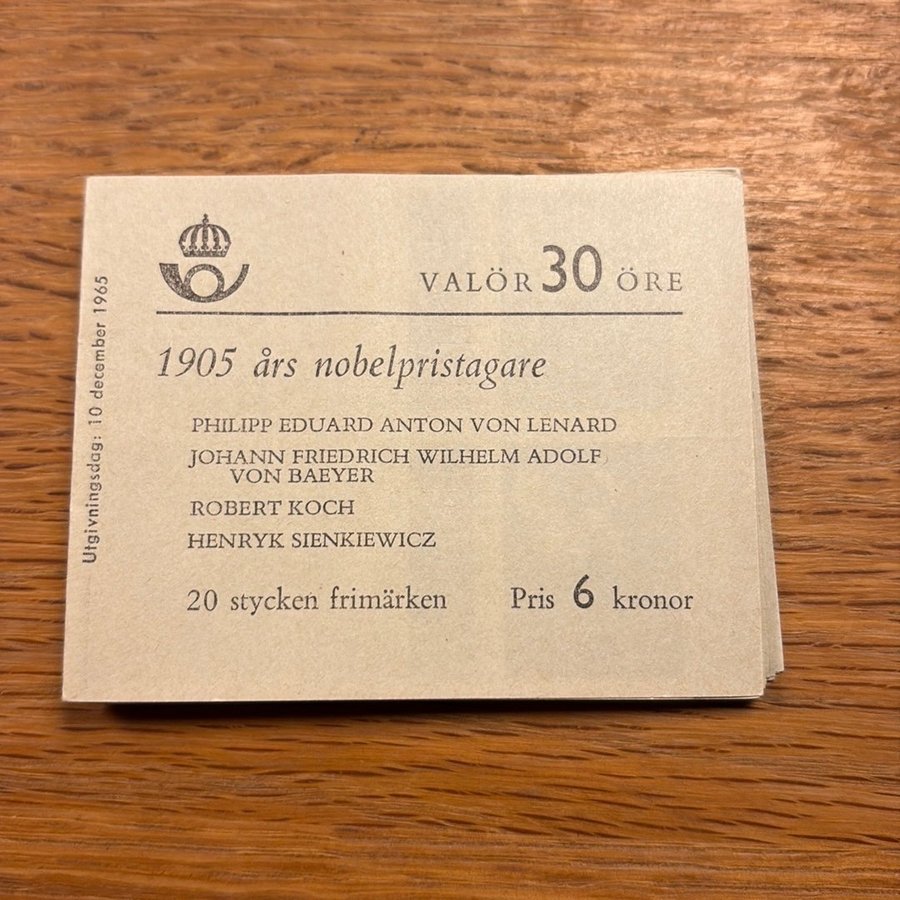 VALÖR 30 ÖRE
1905 års nobelpristagare
PHILIPP EDUARD ANTON VON LENARD
JOHANN FRIEDRICH WILHELM ADOLF
VON BAEYER
ROBERT KOCH
HENRYK SIENKIEWICZ
20 stycken frimärken Pris 6 kronor
Utgivningsdag: 10 december 1965